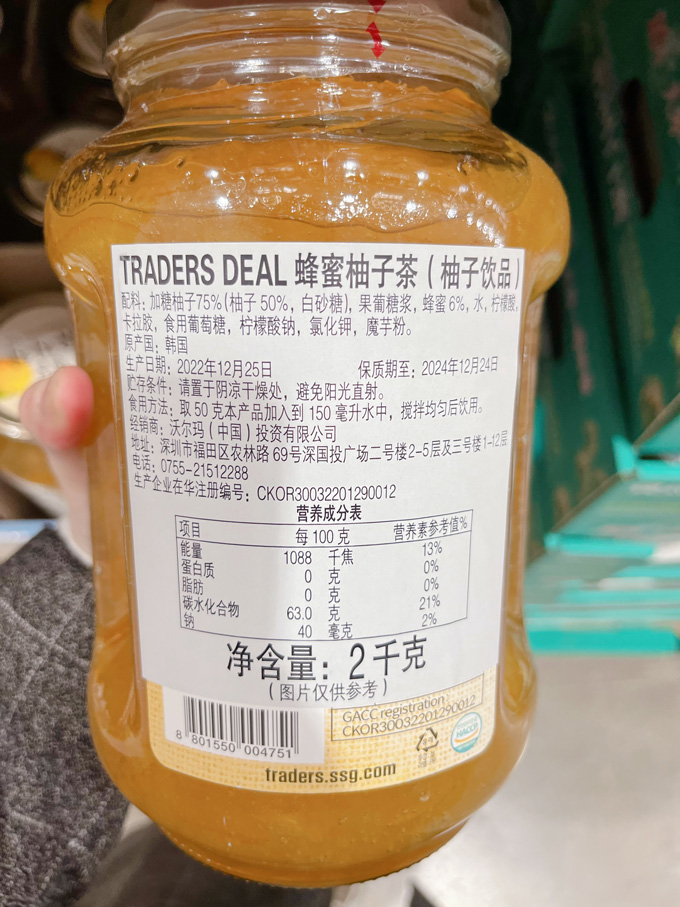 TRADERS DEAL 蜂蜜柚子茶（柚子饮品）
配料：加糖柚子75%(柚子 50%，白砂糖)，果葡糖浆，蜂蜜 6%，水，柠檬酸，
卡拉胶，食用葡萄糖，柠檬酸钠，氯化钾，魔芋粉。
原产国：韩国
生产日期：2022年12月25日 保质期至：2024年12月24日
贮存条件：请置于阴凉干燥处，避免阳光直射。
食用方法：取 50 克本产品加入到 150 毫升水中，搅拌均匀后饮用。
经销商：沃尔玛（中国）投资有限公司
地址：深圳市福田区农林路 69号深国投广场二号楼2-5层及三号楼1-12层
电话：0755-21512288
生产企业在华注册编号：CKOR30032201290012
营养成分表
项目 每 100 克 营养素参考值%
能量 1088 千焦 13%
蛋白质 0 克 0%
脂肪 0 克 0%
碳水化合物 63.0 克 21%
钠 40 毫克 2%
净含量：2 千克
（图片仅供参考）
GACC registration
CKOR30032201290012
8 801550 004751
HACCP
traders.ssg.com